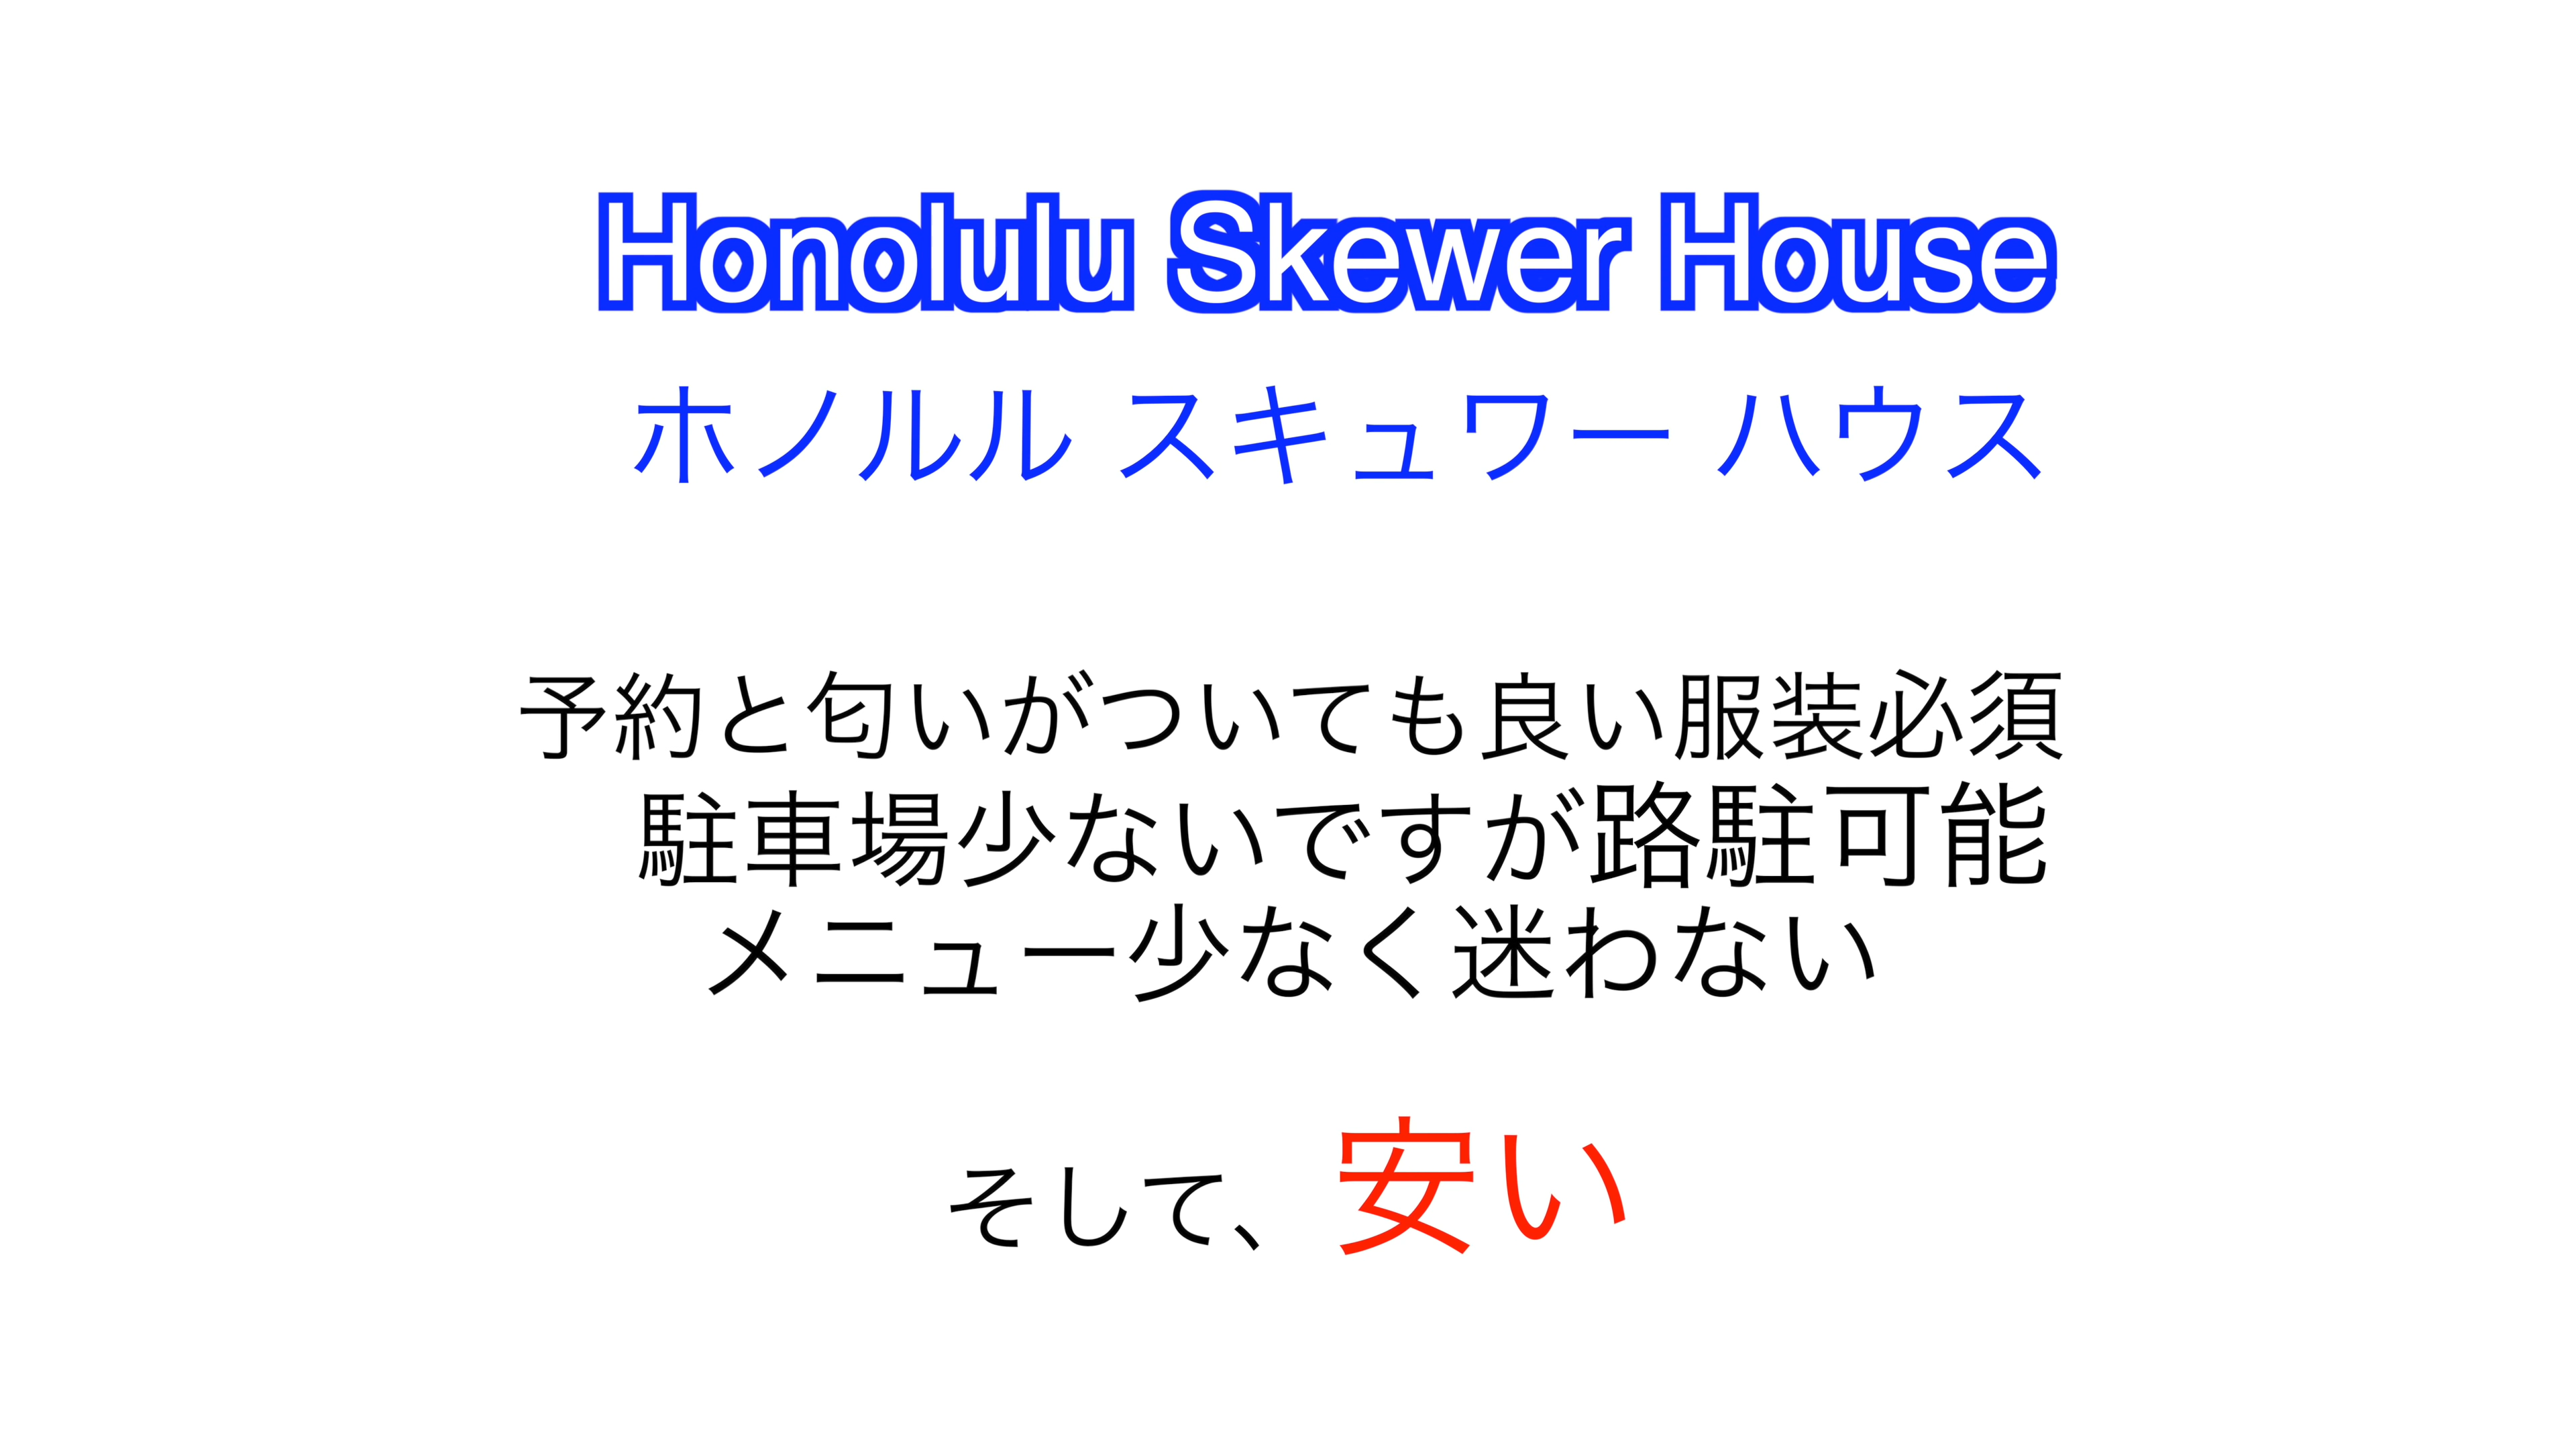 Honolulu Skewer House
ホノルル スキュワー ハウス
予約と匂いがついても良い服装必須
駐車場少ないですが路駐可能
メニュー少なく迷わない
そして、安い